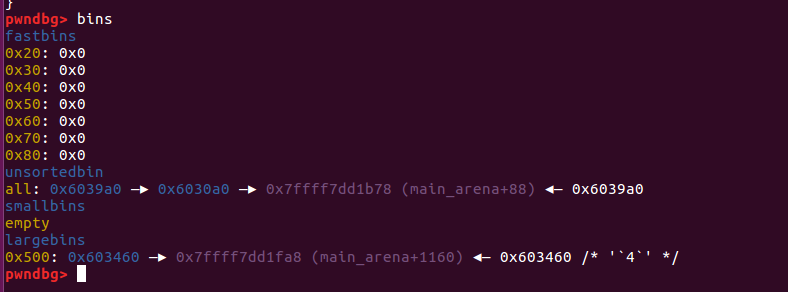 }
pwndbg> bins
fastbins
0x20: 0x0
0x30: 0x0
0x40: 0x0
0x50: 0x0
0x60: 0x0
0x70: 0x0
0x80: 0x0
unsortedbin
all: 0x6039a0 —▸ 0x6030a0 —▸ 0x7ffff7dd1b78 (main_arena+88) ◂— 0x6039a0
smallbins
empty
largebins
0x500: 0x603460 —▸ 0x7ffff7dd1fa8 (main_arena+1160) ◂— 0x603460 /* '`4`' */
pwndbg>